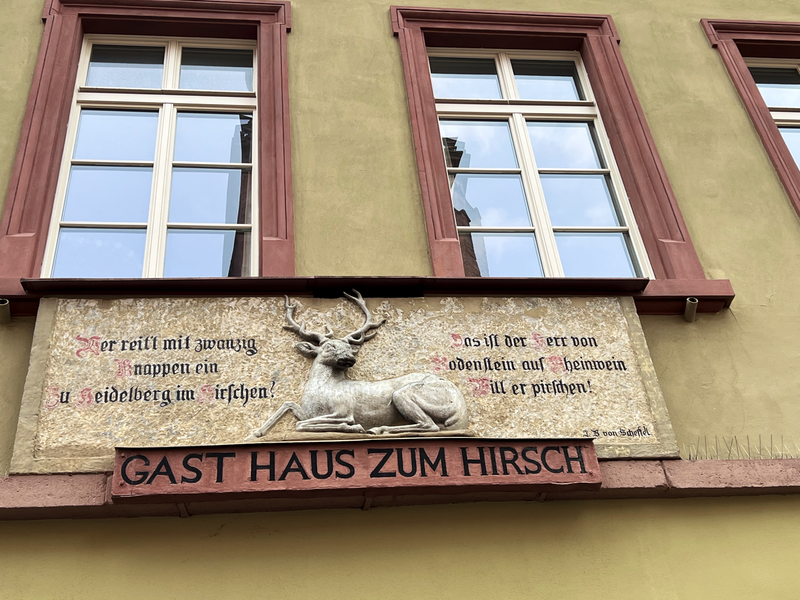 Wer reit't mit zwanzig
Knappen ein
Zu Heidelberg im Hirschen?
Das ist der Herr von
Rodenstein auf Rheinwein
Will er pirschen!
J. V. von Scheffel
GAST HAUS ZUM HIRSCH